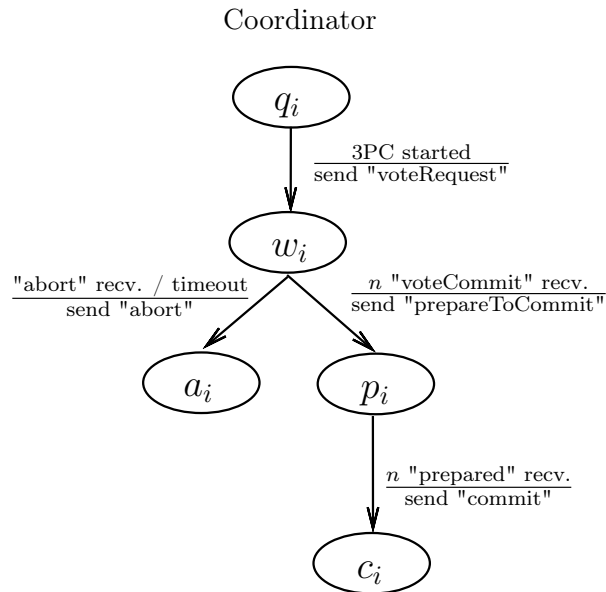 Coordinator
q_i
3PC started
send "voteRequest"
w_i
"abort" recv. / timeout
send "abort"
n "voteCommit" recv.
send "prepareToCommit"
a_i
p_i
n "prepared" recv.
send "commit"
c_i